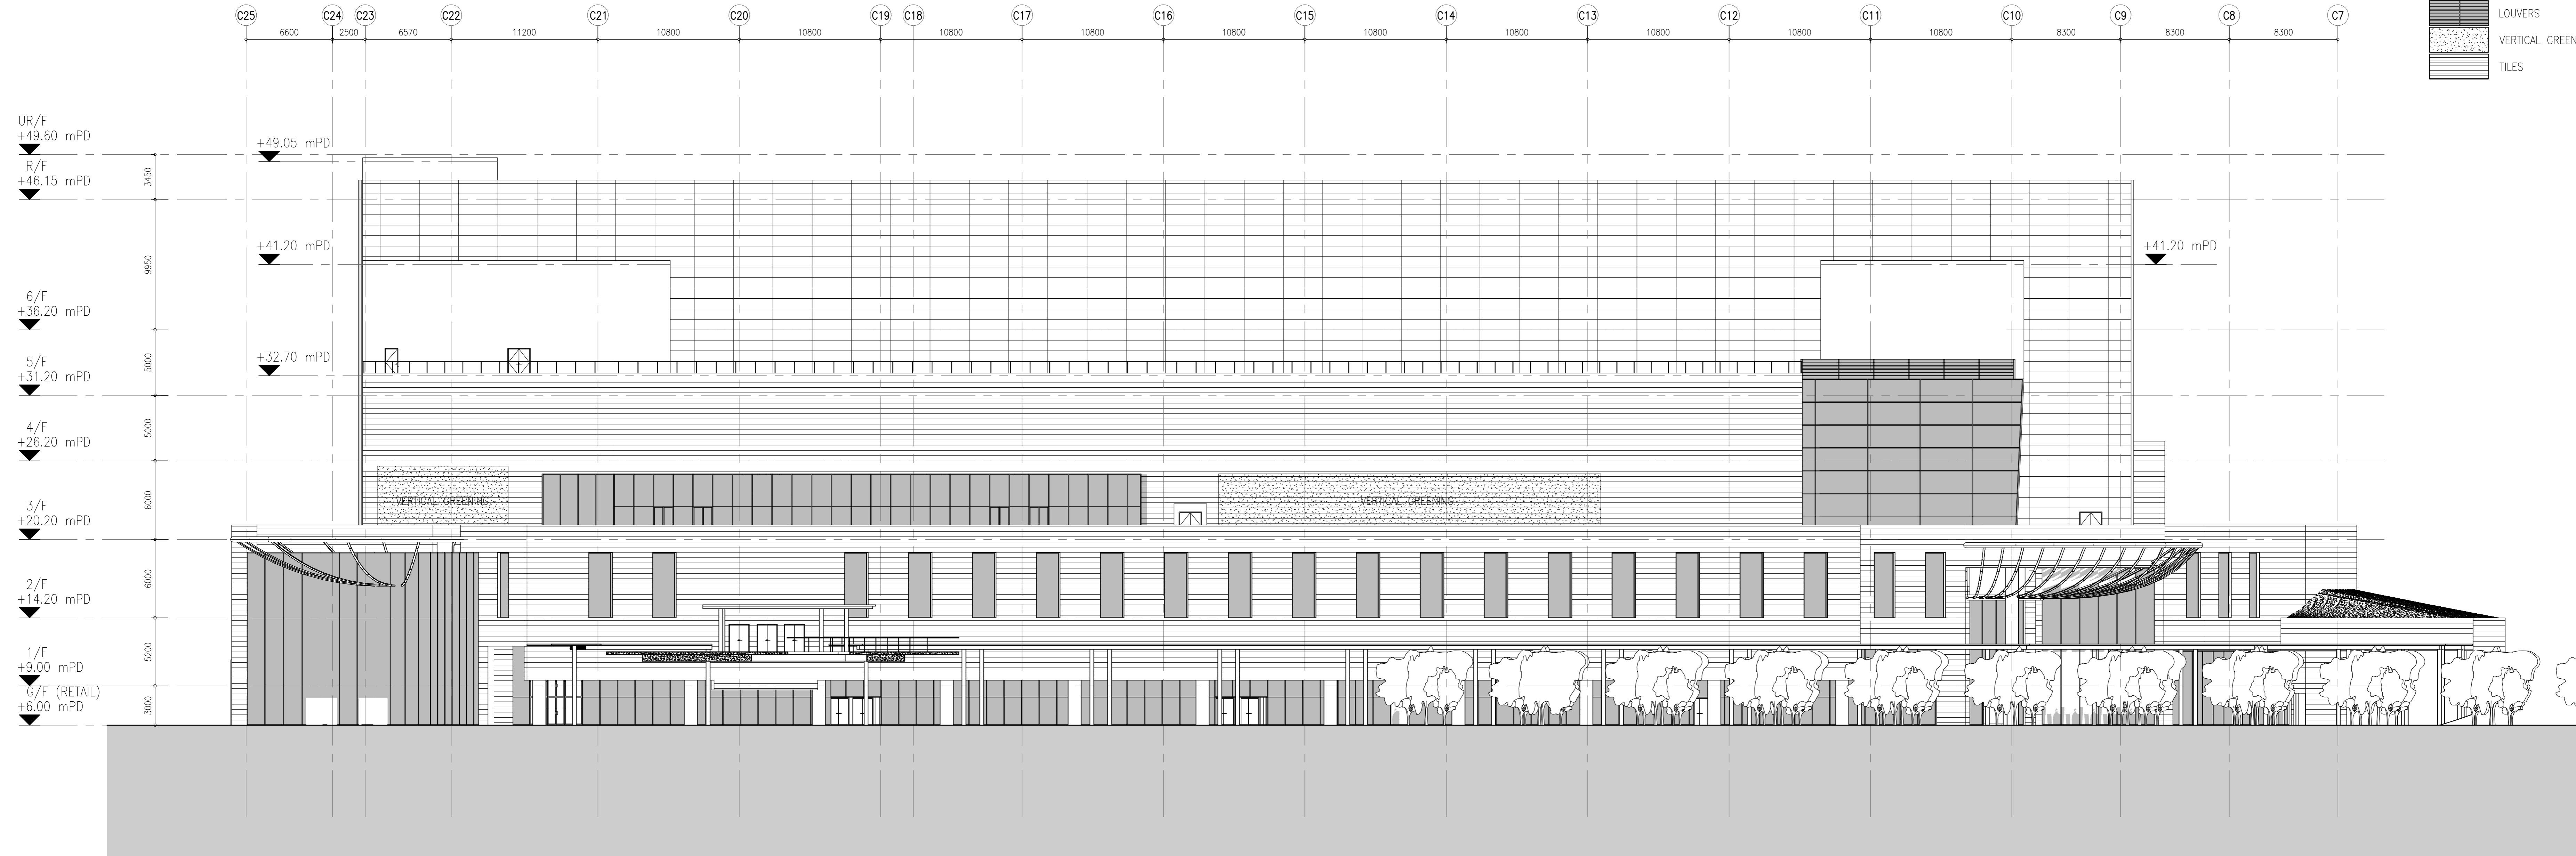 C25 C24 C23 C22 C21 C20 C19 C18 C17 C16 C15 C14 C13 C12 C11 C10 C9 C8 C7
6600 2500 6570 11200 10800 10800 10800 10800 10800 10800 10800 10800 10800 10800 8300 8300 8300
LOUVERS
VERTICAL GREEN
TILES
UR/F
+49.60 mPD
+49.05 mPD
R/F
+46.15 mPD
3450
+41.20 mPD
+41.20 mPD
9950
6/F
+36.20 mPD
+32.70 mPD
5/F
+31.20 mPD
5000
4/F
+26.20 mPD
5000
VERTICAL GREENING
VERTICAL GREENING
3/F
+20.20 mPD
6000
2/F
+14.20 mPD
6000
1/F
+9.00 mPD
5200
G/F (RETAIL)
+6.00 mPD
3000